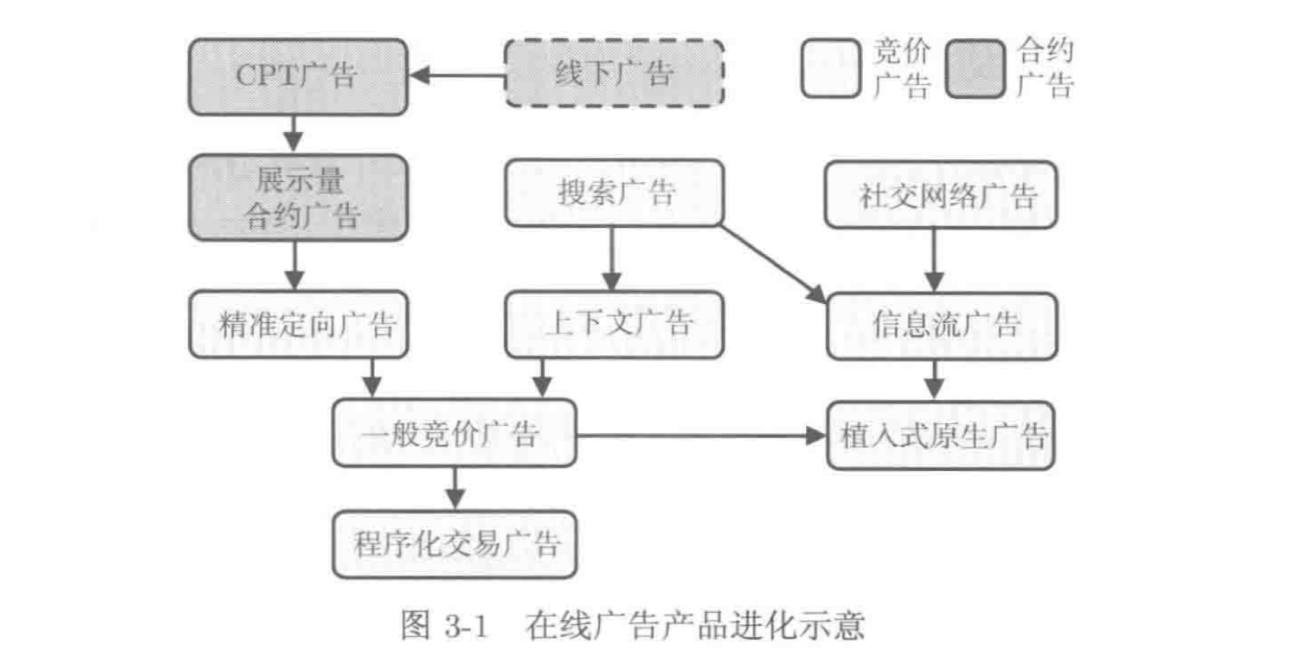 CPT广告
线下广告
竞价
广告
合约
广告
展示量
合约广告
搜索广告
社交网络广告
精准定向广告
上下文广告
信息流广告
一般竞价广告
植入式原生广告
程序化交易广告
图 3-1 在线广告产品进化示意